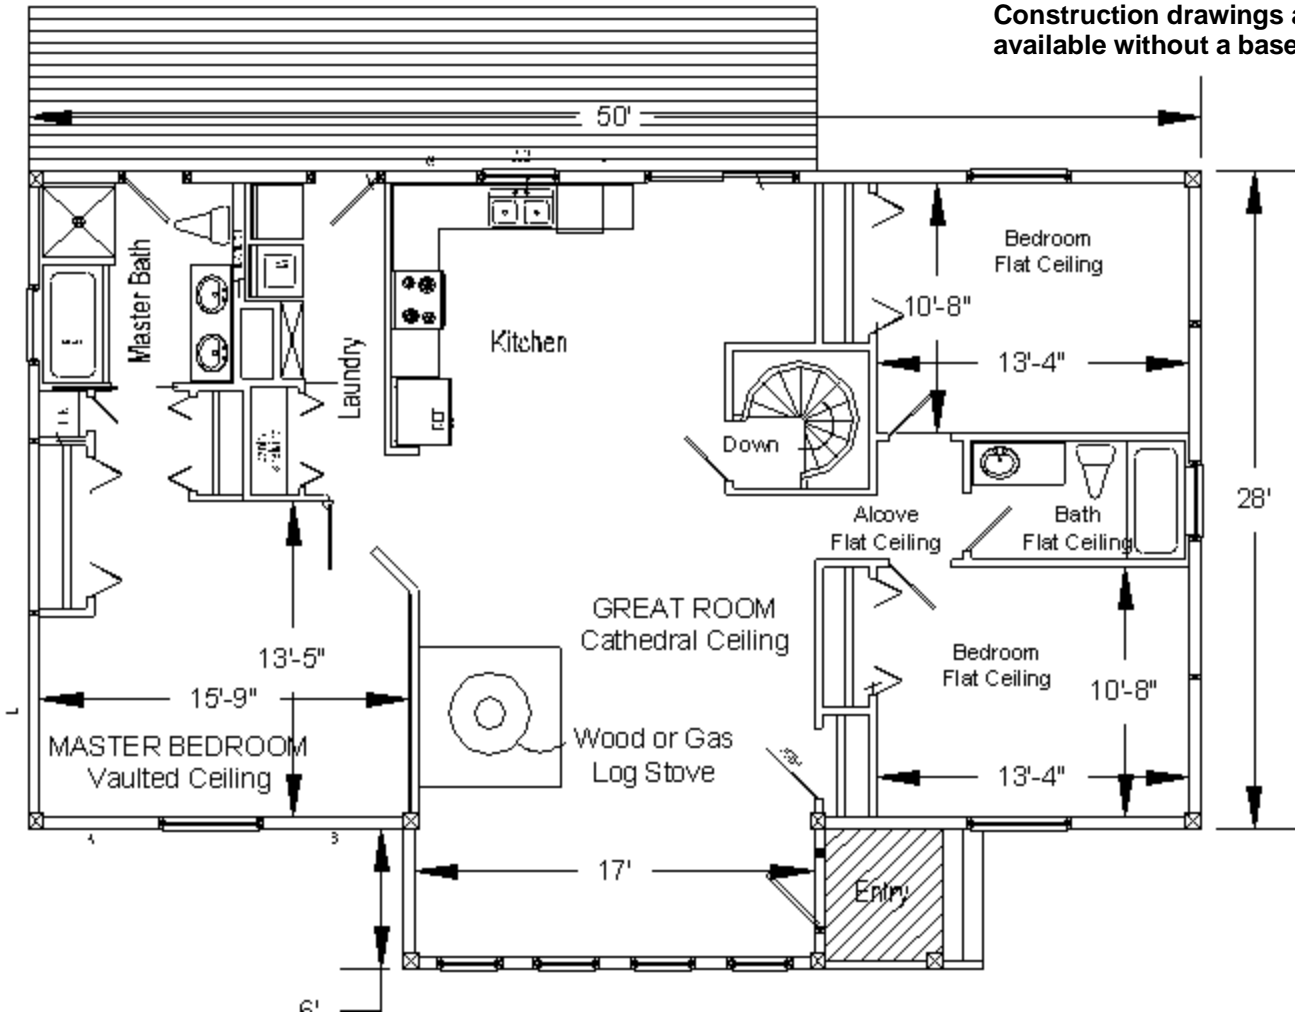 Construction drawings a
available without a base
50'
Bedroom
Flat Ceiling
10'-8"
13'-4"
Master Bath
Kitchen
Laundry
REF
Down
28'
Alcove
Flat Ceiling
Bath
Flat Ceiling
GREAT ROOM
Cathedral Ceiling
13'-5"
15'-9"
Bedroom
Flat Ceiling
10'-8"
MASTER BEDROOM
Vaulted Ceiling
Wood or Gas
Log Stove
13'-4"
17'
Entry
6'